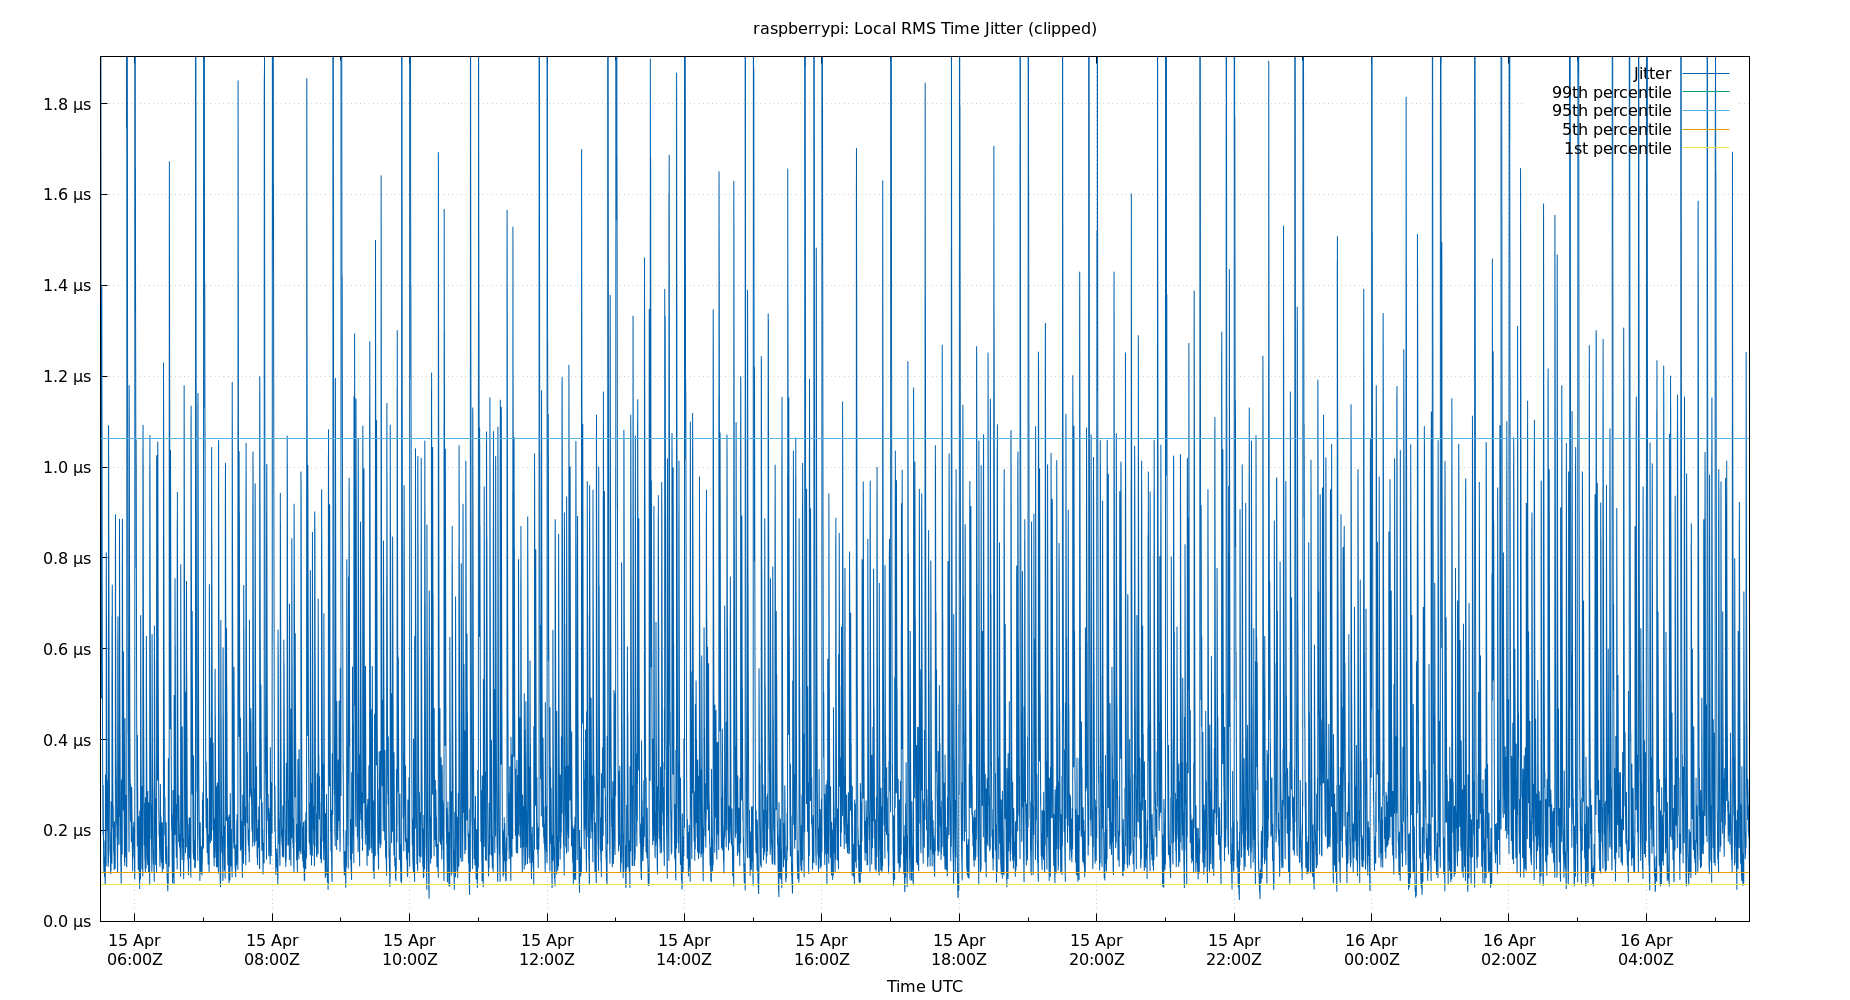 raspberrypi: Local RMS Time Jitter (clipped)
Jitter
99th percentile
95th percentile
5th percentile
1st percentile
1.8 µs
1.6 µs
1.4 µs
1.2 µs
1.0 µs
0.8 µs
0.6 µs
0.4 µs
0.2 µs
0.0 µs
15 Apr 15 Apr 15 Apr 15 Apr 15 Apr 15 Apr 15 Apr 15 Apr 15 Apr 16 Apr 16 Apr 16 Apr
06:00Z 08:00Z 10:00Z 12:00Z 14:00Z 16:00Z 18:00Z 20:00Z 22:00Z 00:00Z 02:00Z 04:00Z
Time UTC